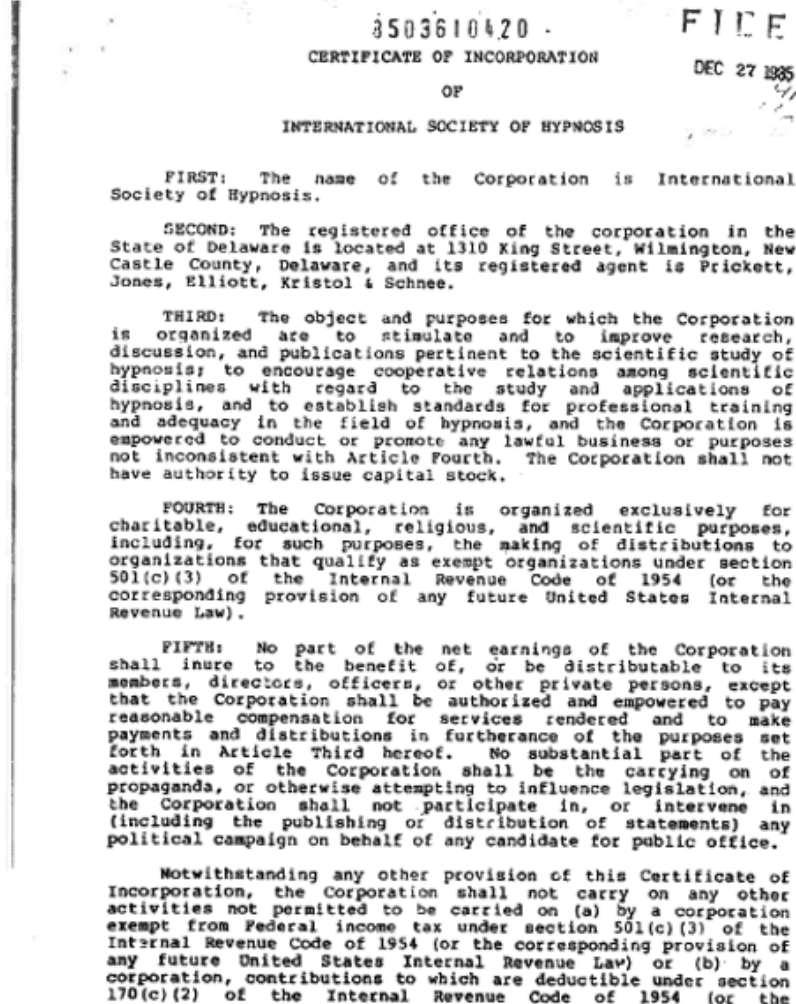 8503610420
FILE
CERTIFICATE OF INCORPORATION
DEC 27 1985
OF
INTERNATIONAL SOCIETY OF HYPNOSIS
FIRST: The name of the Corporation is International
Society of Hypnosis.
SECOND: The registered office of the corporation in the
State of Delaware is located at 1310 King Street, Wilmington, New
Castle County, Delaware, and its registered agent is Prickett,
Jones, Elliott, Kristol & Schnee.
THIRD: The object and purposes for which the Corporation
is organized are to stimulate and to improve research,
discussion, and publications pertinent to the scientific study of
hypnosis; to encourage cooperative relations among scientific
disciplines with regard to the study and applications of
hypnosis, and to establish standards for professional training
and adequacy in the field of hypnosis, and the Corporation is
empowered to conduct or promote any lawful business or purposes
not inconsistent with Article Fourth. The Corporation shall not
have authority to issue capital stock.
FOURTH: The Corporation is organized exclusively for
charitable, educational, religious, and scientific purposes,
including, for such purposes, the making of distributions to
organizations that qualify as exempt organizations under section
501(c)(3) of the Internal Revenue Code of 1954 (or the
corresponding provision of any future United States Internal
Revenue Law).
FIFTH: No part of the net earnings of the Corporation
shall inure to the benefit of, or be distributable to its
members, directors, officers, or other private persons, except
that the Corporation shall be authorized and empowered to pay
reasonable compensation for services rendered and to make
payments and distributions in furtherance of the purposes set
forth in Article Third hereof. No substantial part of the
activities of the Corporation shall be the carrying on of
propaganda, or otherwise attempting to influence legislation, and
the Corporation shall not participate in, or intervene in
(including the publishing or distribution of statements) any
political campaign on behalf of any candidate for public office.
Notwithstanding any other provision of this Certificate of
Incorporation, the Corporation shall not carry on any other
activities not permitted to be carried on (a) by a corporation
exempt from Federal income tax under section 501(c)(3) of the
Internal Revenue Code of 1954 (or the corresponding provision of
any future United States Internal Revenue Law) or (b) by a
corporation, contributions to which are deductible under section
170(c)(2) of the Internal Revenue Code of 1954 (or the